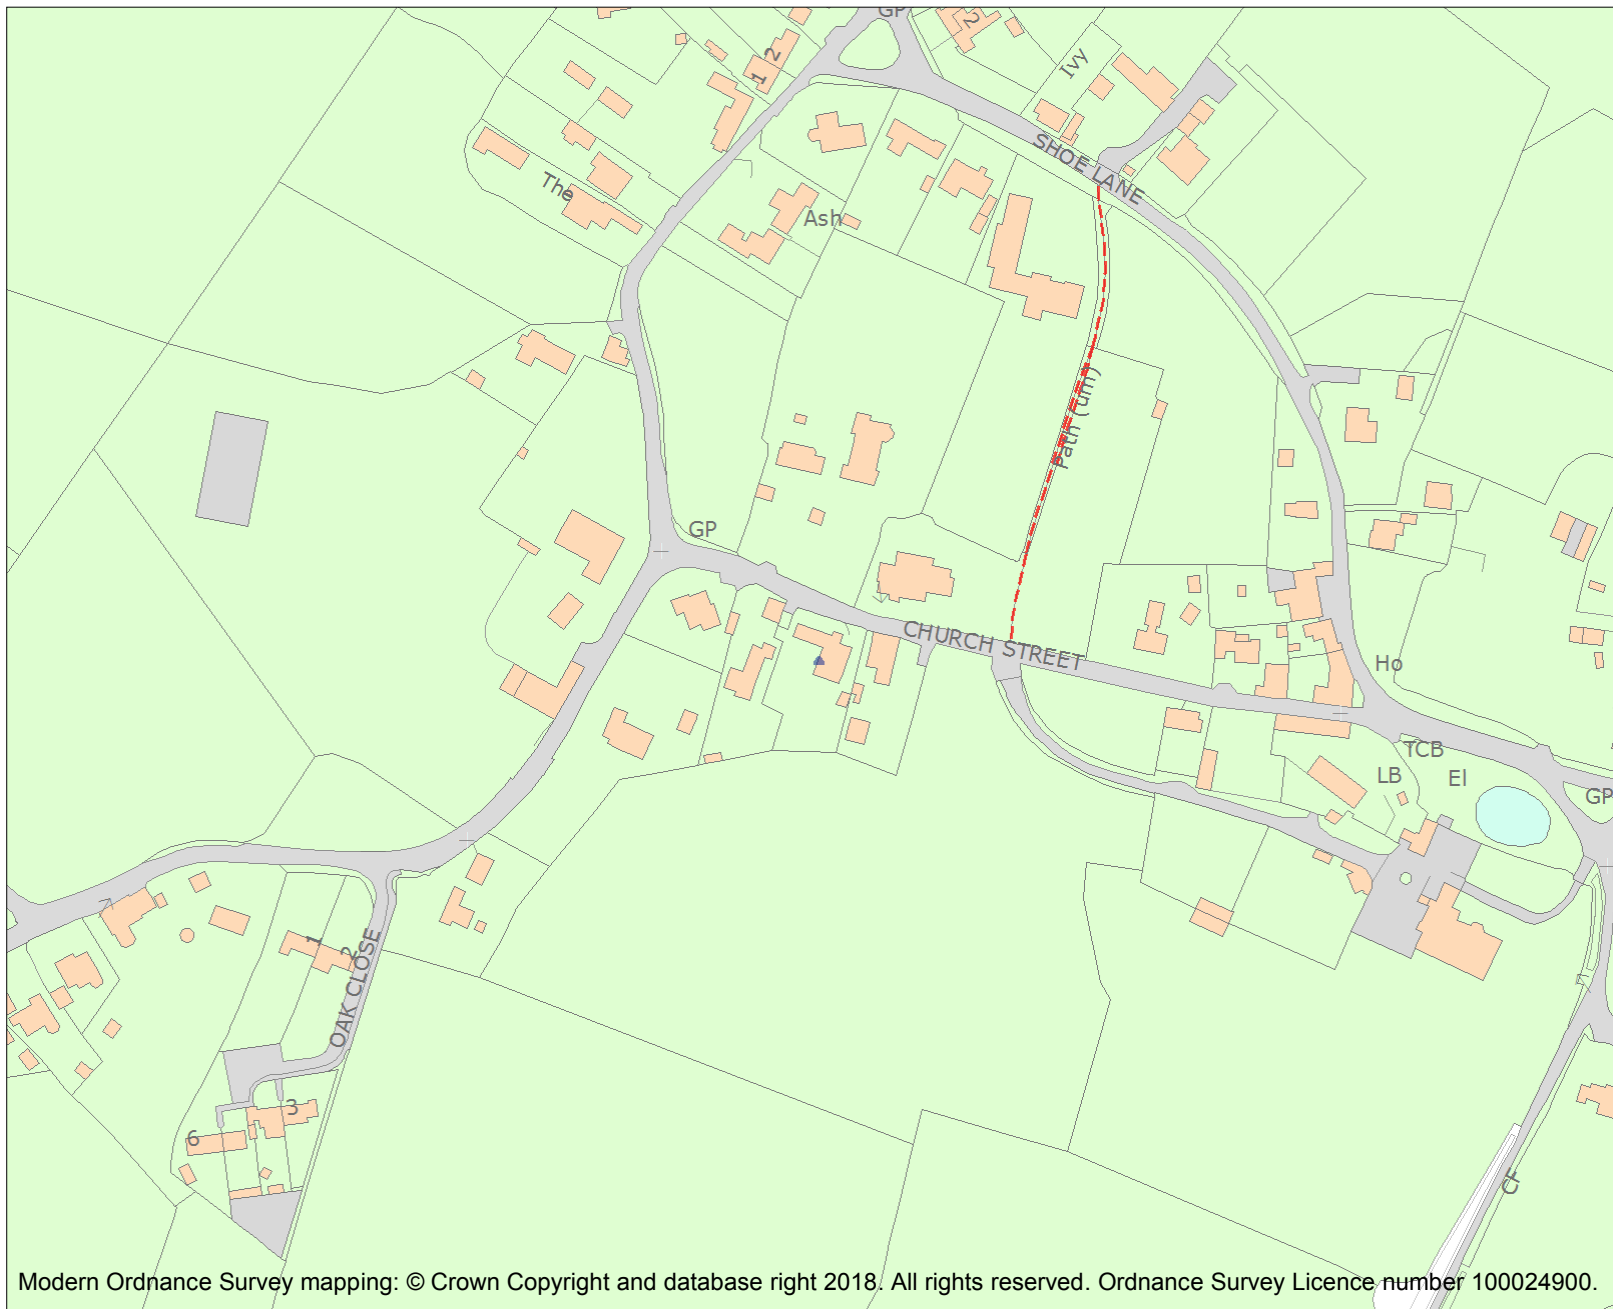 GP
2
Ivy
2
1
SHOE LANE
The
Ash
Path (um)
GP
CHURCH STREET
Ho
TCB
LB
El
GP
1
2
OAK CLOSE
3
6
CF
Modern Ordnance Survey mapping: © Crown Copyright and database right 2018. All rights reserved. Ordnance Survey Licence number 100024900.